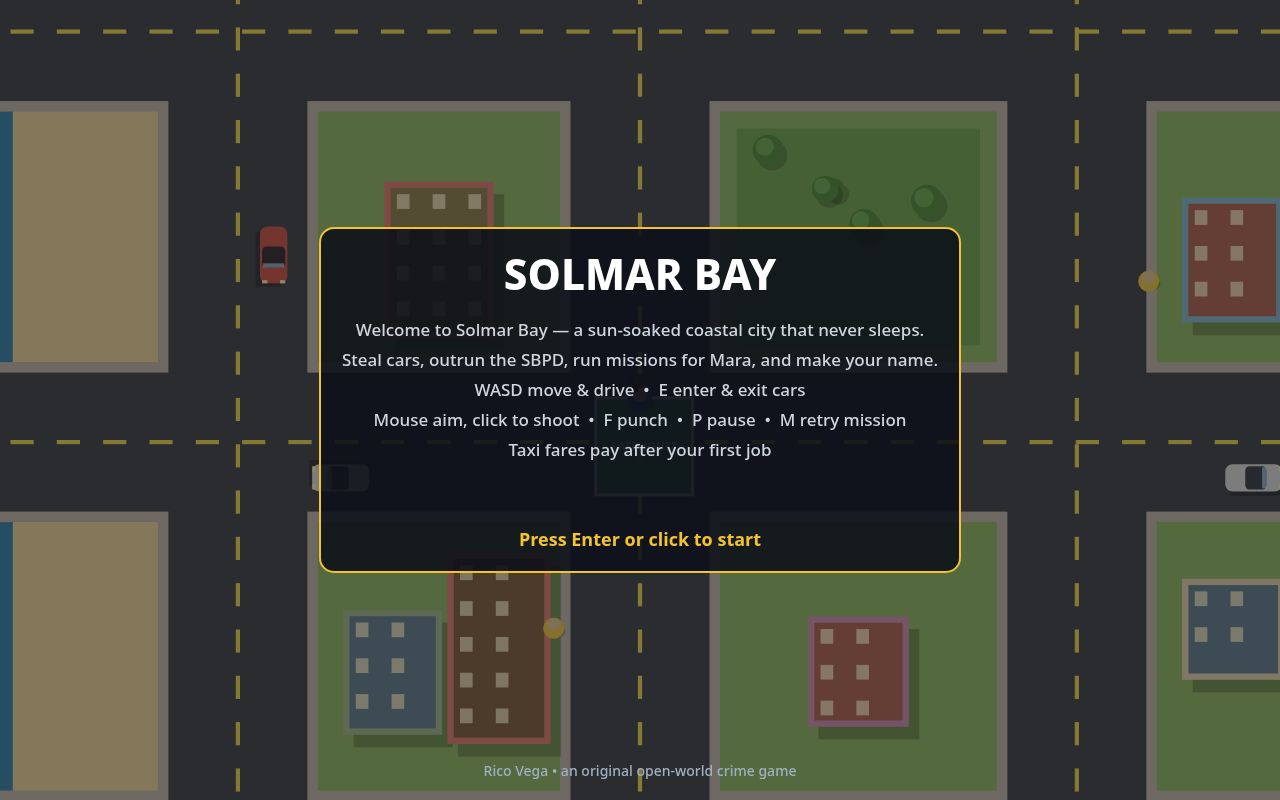 SOLMAR BAY
Welcome to Solmar Bay — a sun-soaked coastal city that never sleeps.
Steal cars, outrun the SBPD, run missions for Mara, and make your name.
WASD move & drive • E enter & exit cars
Mouse aim, click to shoot • F punch • P pause • M retry mission
Taxi fares pay after your first job
Press Enter or click to start
Rico Vega • an original open-world crime game